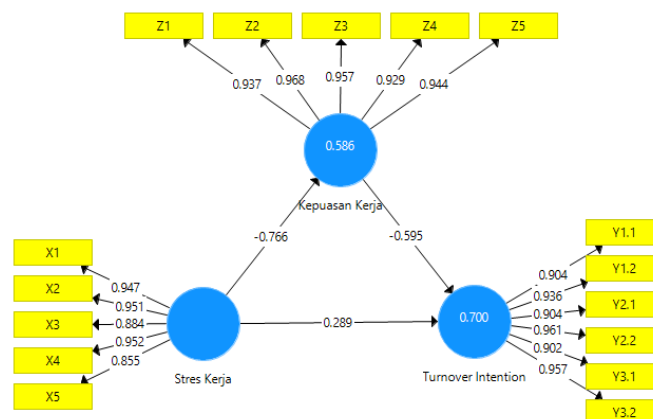 Z1 Z2 Z3 Z4 Z5
0.937 0.968 0.957 0.929 0.944
0.586
Kepuasan Kerja
-0.766 -0.595
X1
X2
X3
X4
X5
0.947
0.951
0.884
0.952
0.855
Stres Kerja
0.289
0.700
Turnover Intention
0.904
0.936
0.904
0.961
0.902
0.957
Y1.1
Y1.2
Y2.1
Y2.2
Y3.1
Y3.2